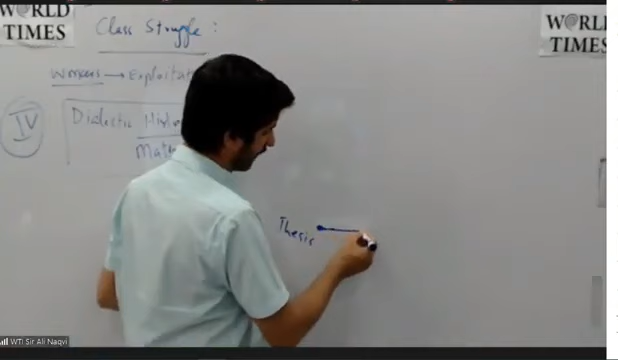 WORLD
TIMES
Class Struggle :
Workers → Exploitat
IV
Dialectic
Thesis
WORLD
TIMES
WTI Sir Ali Naqvi